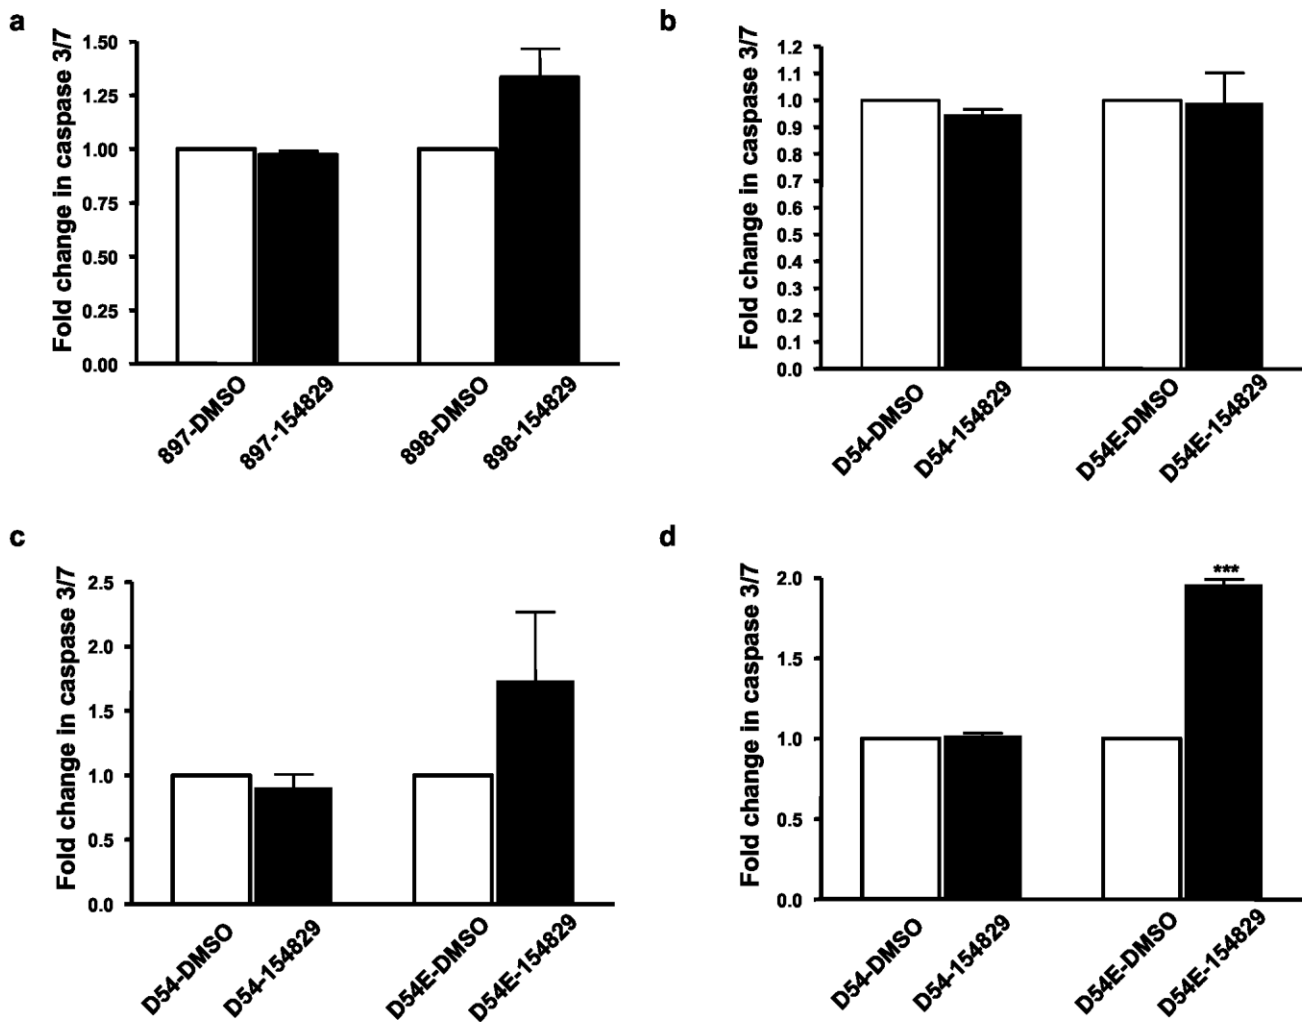 a
Fold change in caspase 3/7
1.50
1.25
1.00
0.75
0.50
0.25
0.00
897-DMSO
897-154829
898-DMSO
898-154829
b
Fold change in caspase 3/7
1.2
1.1
1.0
0.9
0.8
0.7
0.6
0.5
0.4
0.3
0.2
0.1
0.0
D54-DMSO
D54-154829
D54E-DMSO
D54E-154829
c
Fold change in caspase 3/7
2.5
2.0
1.5
1.0
0.5
0.0
D54-DMSO
D54-154829
D54E-DMSO
D54E-154829
d
Fold change in caspase 3/7
2.0
1.5
1.0
0.5
0.0
***
D54-DMSO
D54-154829
D54E-DMSO
D54E-154829